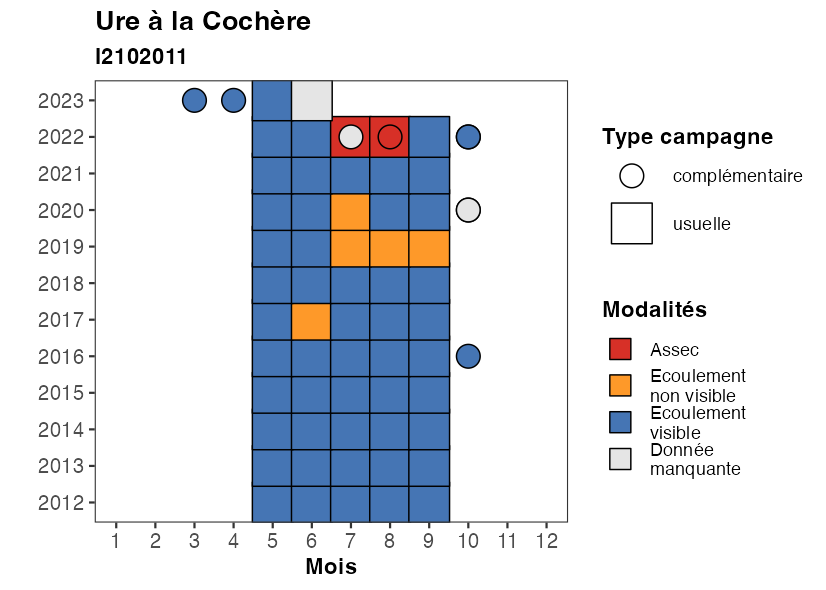 Ure à la Cochère
I2102011
2023
2022
2021
2020
2019
2018
2017
2016
2015
2014
2013
2012
1 2 3 4 5 6 7 8 9 10 11 12
Mois
Type campagne
complémentaire
usuelle
Modalités
Assec
Ecoulement
non visible
Ecoulement
visible
Donnée
manquante